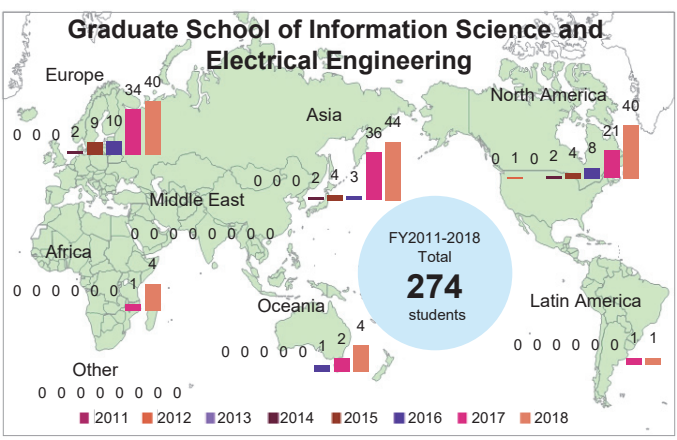 Graduate School of Information Science and
Electrical Engineering
Europe
0 0 0 2 9 10 34 40
Asia
0 0 0 2 4 3 36 44
North America
0 1 0 2 4 8 21 40
Middle East
0 0 0 0 0 0 0 0
Africa
0 0 0 0 0 0 1 4
FY2011-2018
Total
274
students
Oceania
0 0 0 0 0 1 2 4
Latin America
0 0 0 0 0 0 1 1
Other
0 0 0 0 0 0 0 0
2011 2012 2013 2014 2015 2016 2017 2018